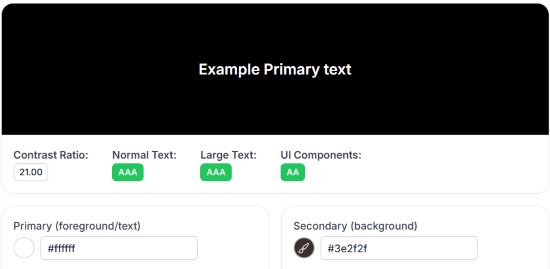 Example Primary text
Contrast Ratio: Normal Text: Large Text: UI Components:
21.00 AAA AAA AA
Primary (foreground/text) Secondary (background)
#ffffff #3e2f2f